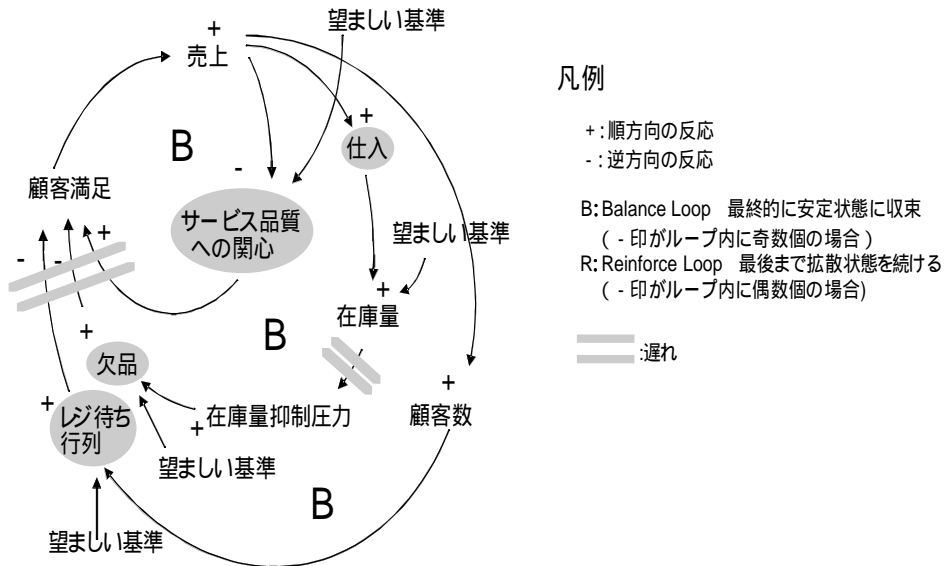 +
売上
望ましい基準
+
仕入
B
-
顧客満足
サービス品質
への関心
+
-
-
望ましい基準
+
在庫量
B
+
欠品
+
レジ待ち
行列
+
在庫量抑制圧力
+
顧客数
望ましい基準
B
望ましい基準
凡例
+ : 順方向の反応
- : 逆方向の反応
B: Balance Loop 最終的に安定状態に収束
( - 印がループ内に奇数個の場合 )
R: Reinforce Loop 最後まで拡散状態を続ける
( - 印がループ内に偶数個の場合)
:遅れ